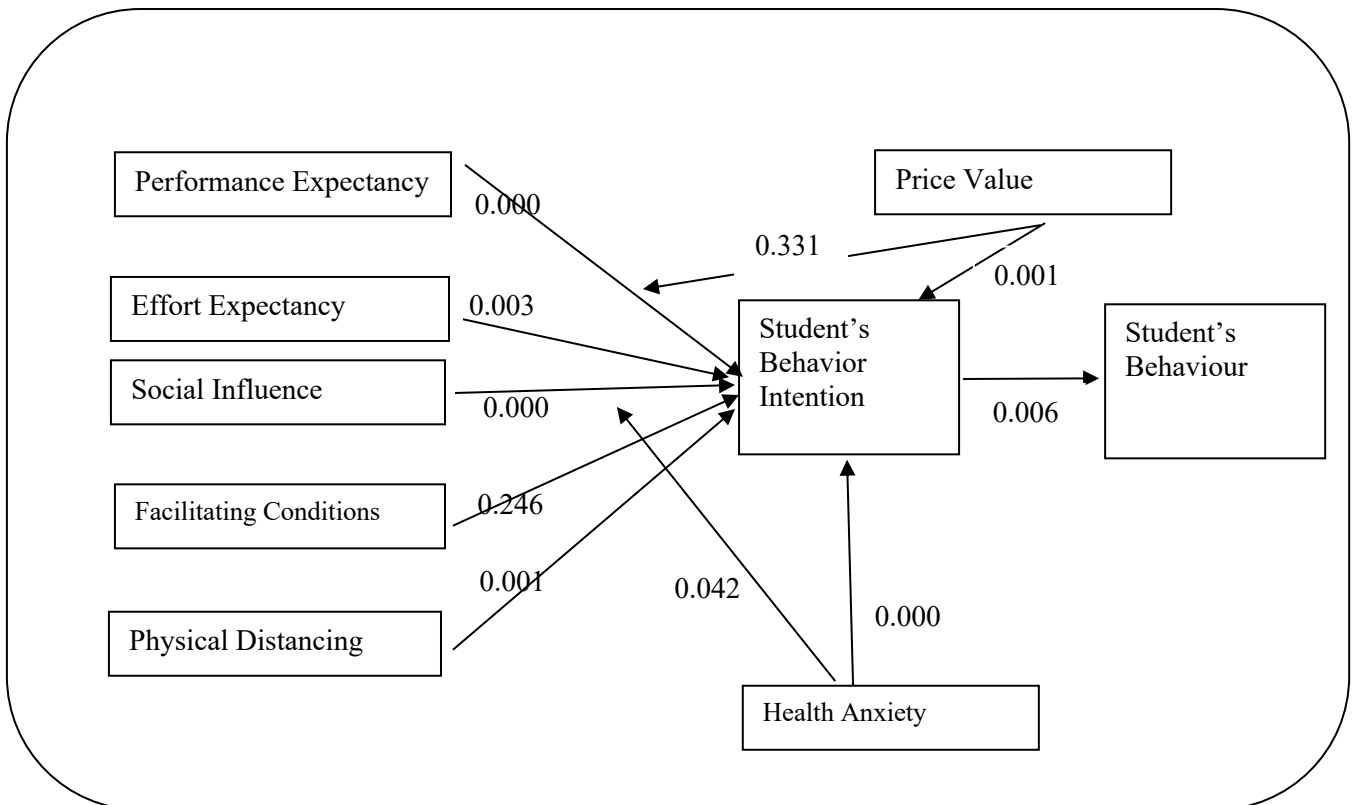 Performance Expectancy
0.000
Price Value
0.331
0.001
Effort Expectancy
0.003
Student’s
Behavior
Intention
Student’s
Behaviour
Social Influence
0.000
0.006
Facilitating Conditions
0.246
0.001
0.042
0.000
Physical Distancing
Health Anxiety